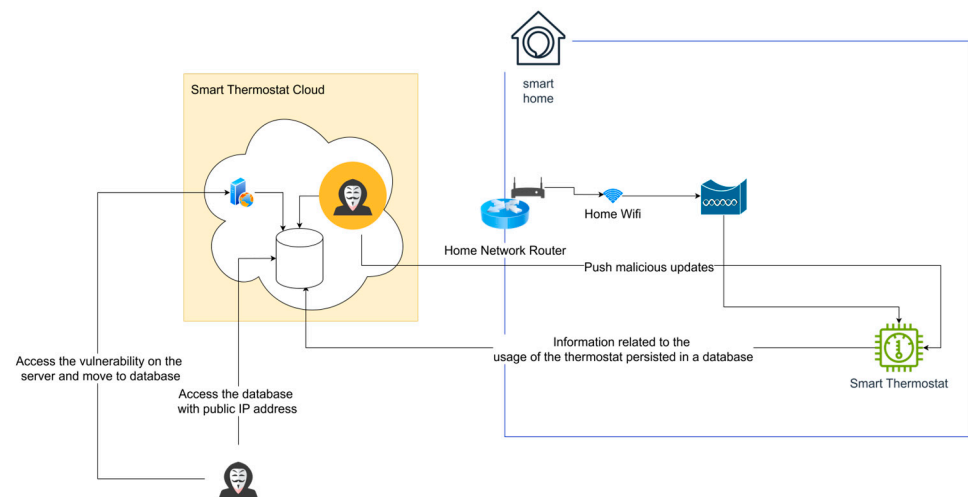 smart
home
Smart Thermostat Cloud
Home Wifi
Home Network Router
Push malicious updates
Information related to the
usage of the thermostat persisted in a database
Access the vulnerability on the
server and move to database
Access the database
with public IP address
Smart Thermostat